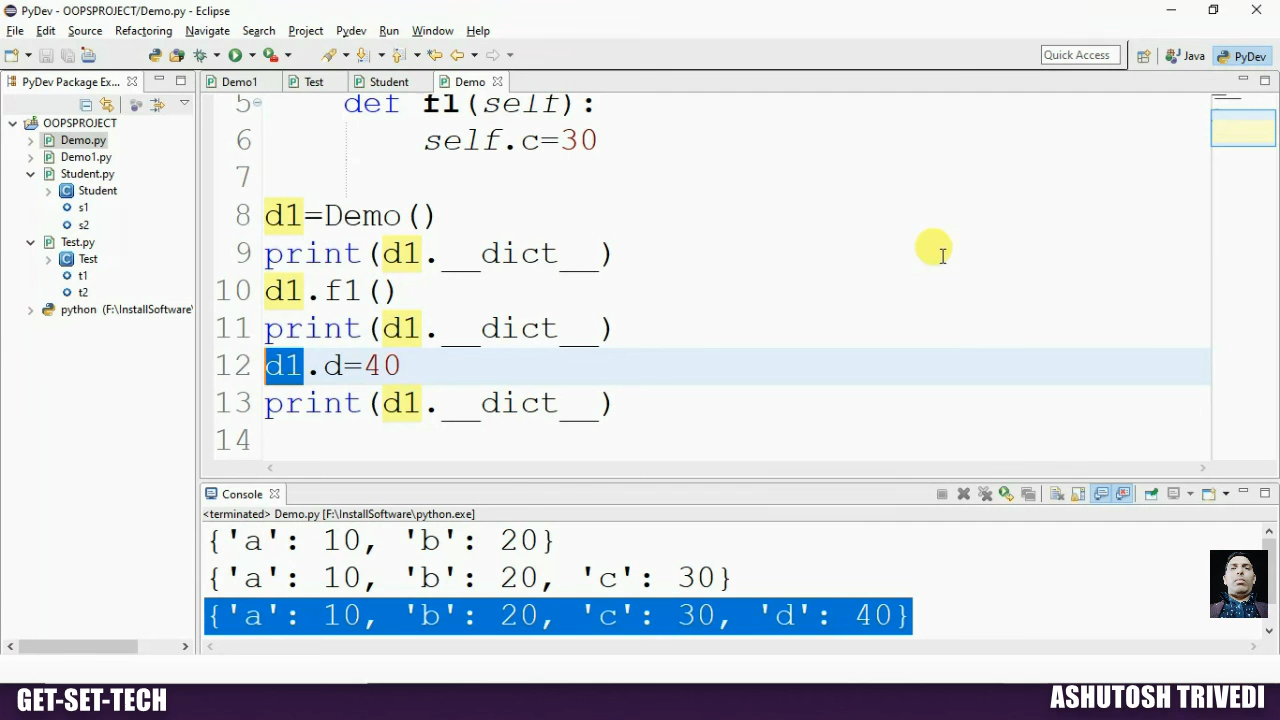 PyDev - OOPSPROJECT/Demo.py - Eclipse
File Edit Source Refactoring Navigate Search Project Pydev Run Window Help
Quick Access
Java
PyDev
PyDev Package Ex...
Demo1 Test Student Demo
OOPSPROJECT
Demo.py
Demo1.py
Student.py
Student
s1
s2
Test.py
Test
t1
t2
python (F:\InstallSoftware\
5 def f1(self):
6 self.c=30
7
8 d1=Demo()
9 print(d1.__dict__)
10 d1.f1()
11 print(d1.__dict__)
12 d1.d=40
13 print(d1.__dict__)
14
Console
<terminated> Demo.py [F:\InstallSoftware\python.exe]
{'a': 10, 'b': 20}
{'a': 10, 'b': 20, 'c': 30}
{'a': 10, 'b': 20, 'c': 30, 'd': 40}
GET-SET-TECH
ASHUTOSH TRIVEDI